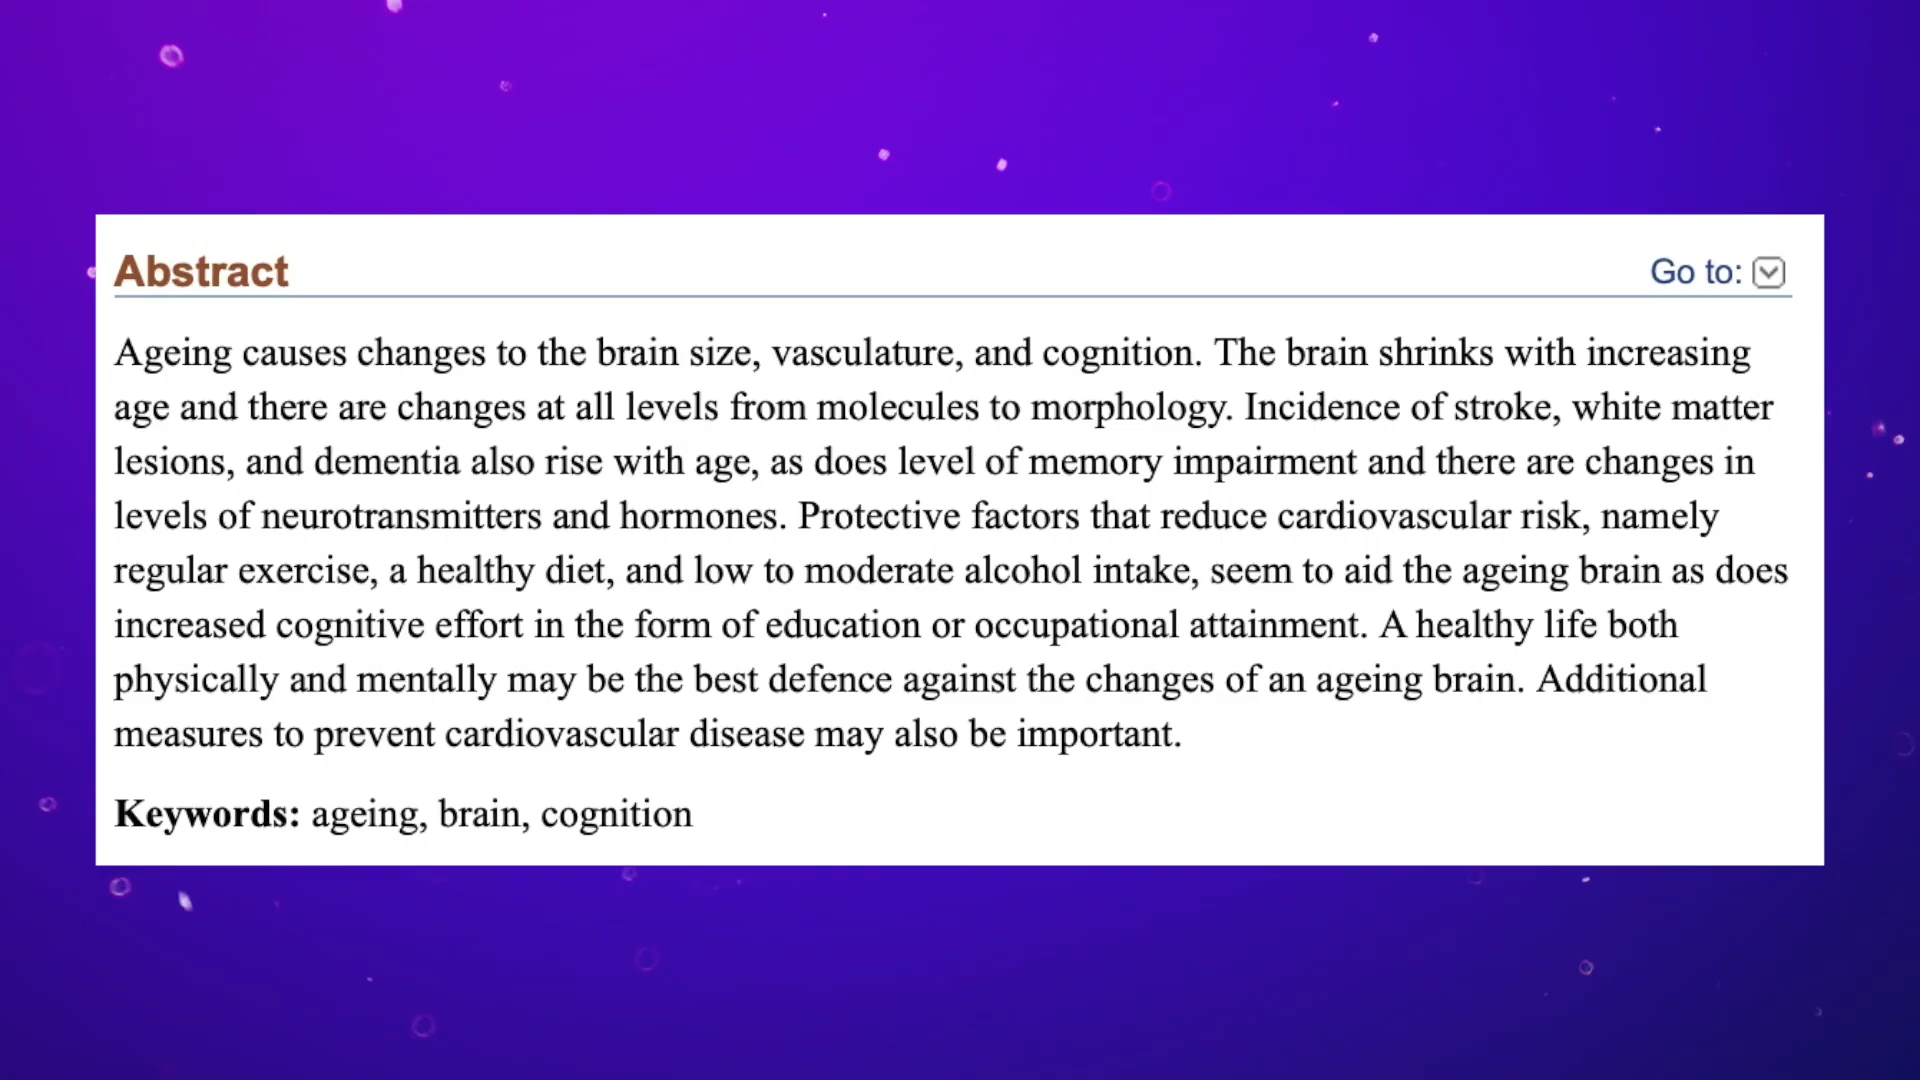 Abstract
Go to:
Ageing causes changes to the brain size, vasculature, and cognition. The brain shrinks with increasing
age and there are changes at all levels from molecules to morphology. Incidence of stroke, white matter
lesions, and dementia also rise with age, as does level of memory impairment and there are changes in
levels of neurotransmitters and hormones. Protective factors that reduce cardiovascular risk, namely
regular exercise, a healthy diet, and low to moderate alcohol intake, seem to aid the ageing brain as does
increased cognitive effort in the form of education or occupational attainment. A healthy life both
physically and mentally may be the best defence against the changes of an ageing brain. Additional
measures to prevent cardiovascular disease may also be important.
Keywords: ageing, brain, cognition